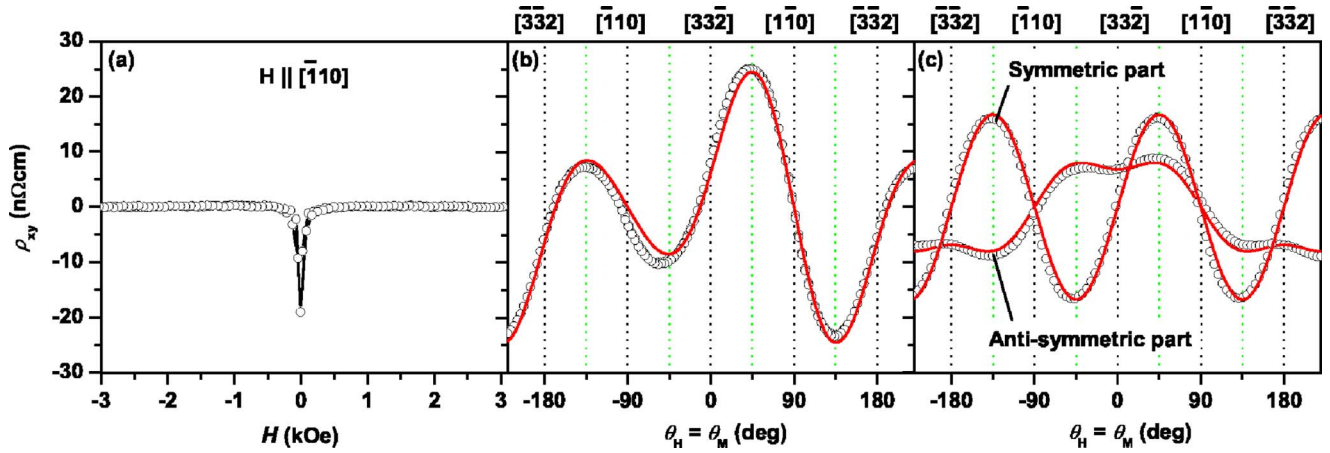 [3̄3̄2] [1̄10] [332̄] [11̄0] [3̄3̄2] [3̄3̄2] [1̄10] [332̄] [11̄0] [3̄3̄2]
(a) (b) (c)
H || [1̄10]
Symmetric part
Anti-symmetric part
30
20
10
0
-10
-20
-30
ρxy (nΩcm)
-3 -2 -1 0 1 2 3
-180 -90 0 90 180
-180 -90 0 90 180
H (kOe)
θH = θM (deg)
θH = θM (deg)